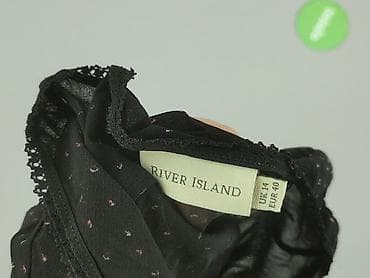 RIVER ISLAND
UK 14
EUR 40